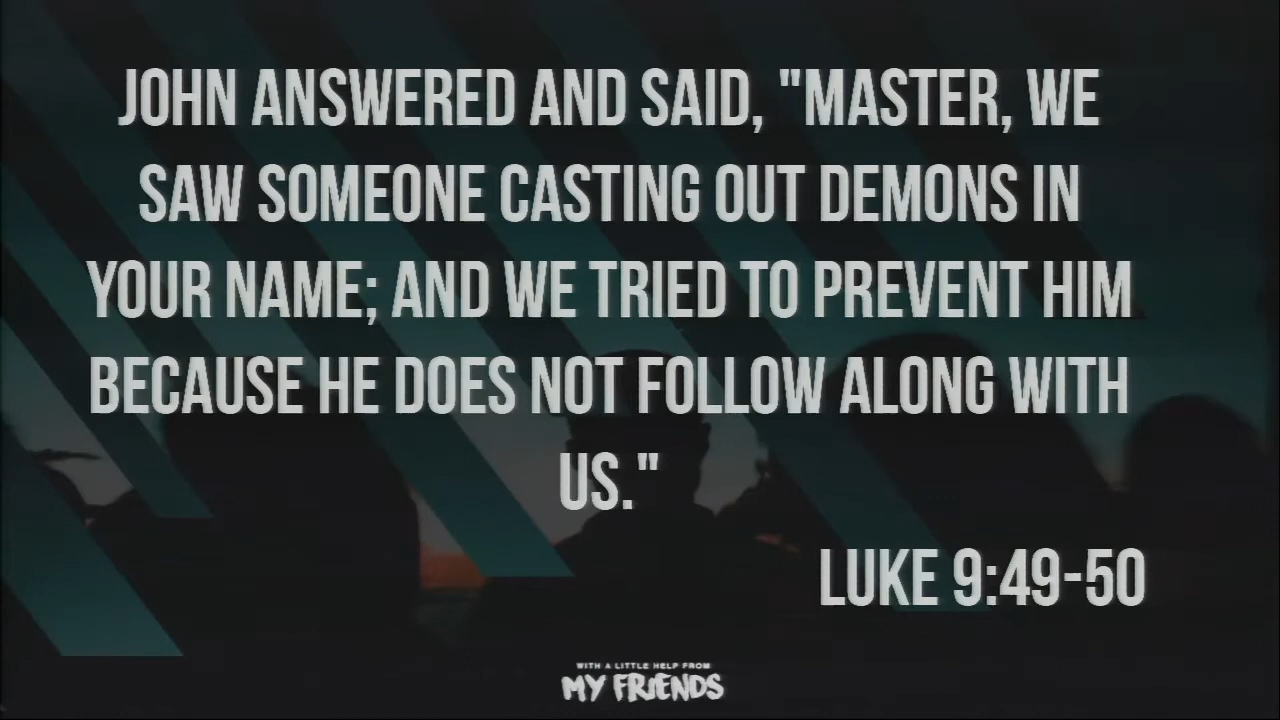 JOHN ANSWERED AND SAID, "MASTER, WE
SAW SOMEONE CASTING OUT DEMONS IN
YOUR NAME; AND WE TRIED TO PREVENT HIM
BECAUSE HE DOES NOT FOLLOW ALONG WITH
US."
LUKE 9:49-50
WITH A LITTLE HELP FROM
MY FRIENDS